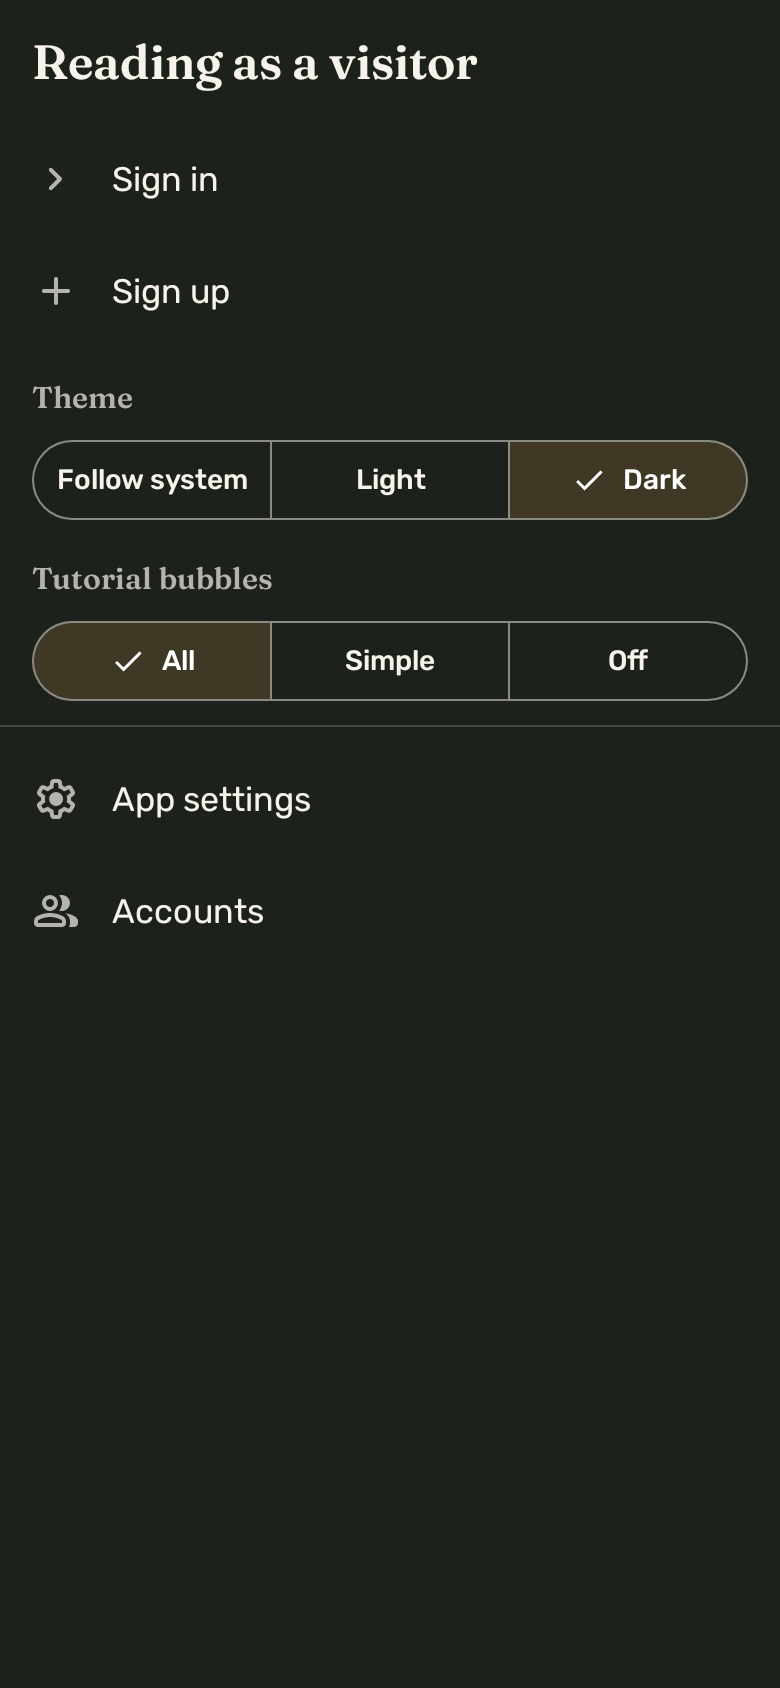 Reading as a visitor
Sign in
Sign up
Theme
Follow system
Light
Dark
Tutorial bubbles
All
Simple
Off
App settings
Accounts